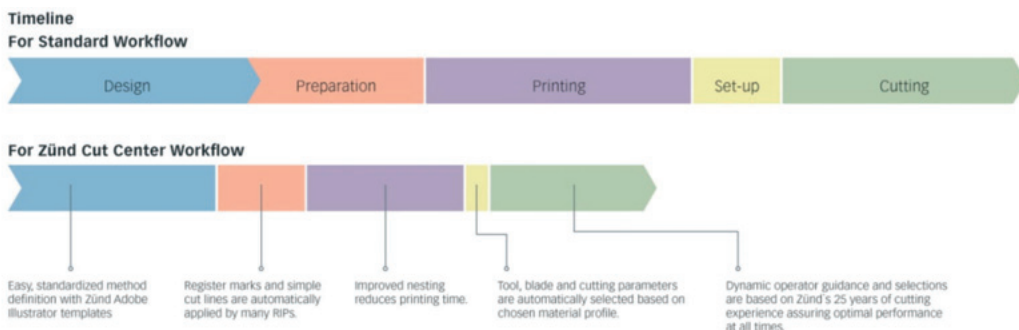 Timeline
For Standard Workflow
Design Preparation Printing Set-up Cutting
For Zünd Cut Center Workflow
Easy, standardized method
definition with Zünd Adobe
Illustrator templates
Register marks and simple
cut lines are automatically
applied by many RIPs.
Improved nesting
reduces printing time.
Tool, blade and cutting parameters
are automatically selected based on
chosen material profile.
Dynamic operator guidance and selections
are based on Zünd's 25 years of cutting
experience assuring optimal performance
at all times.